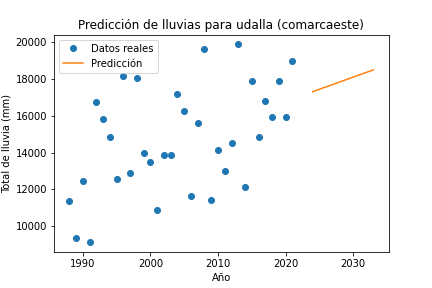 Predicción de lluvias para udalla (comarcaeste)
Datos reales
Predicción
20000
18000
16000
14000
12000
10000
Total de lluvia (mm)
1990 2000 2010 2020 2030
Año